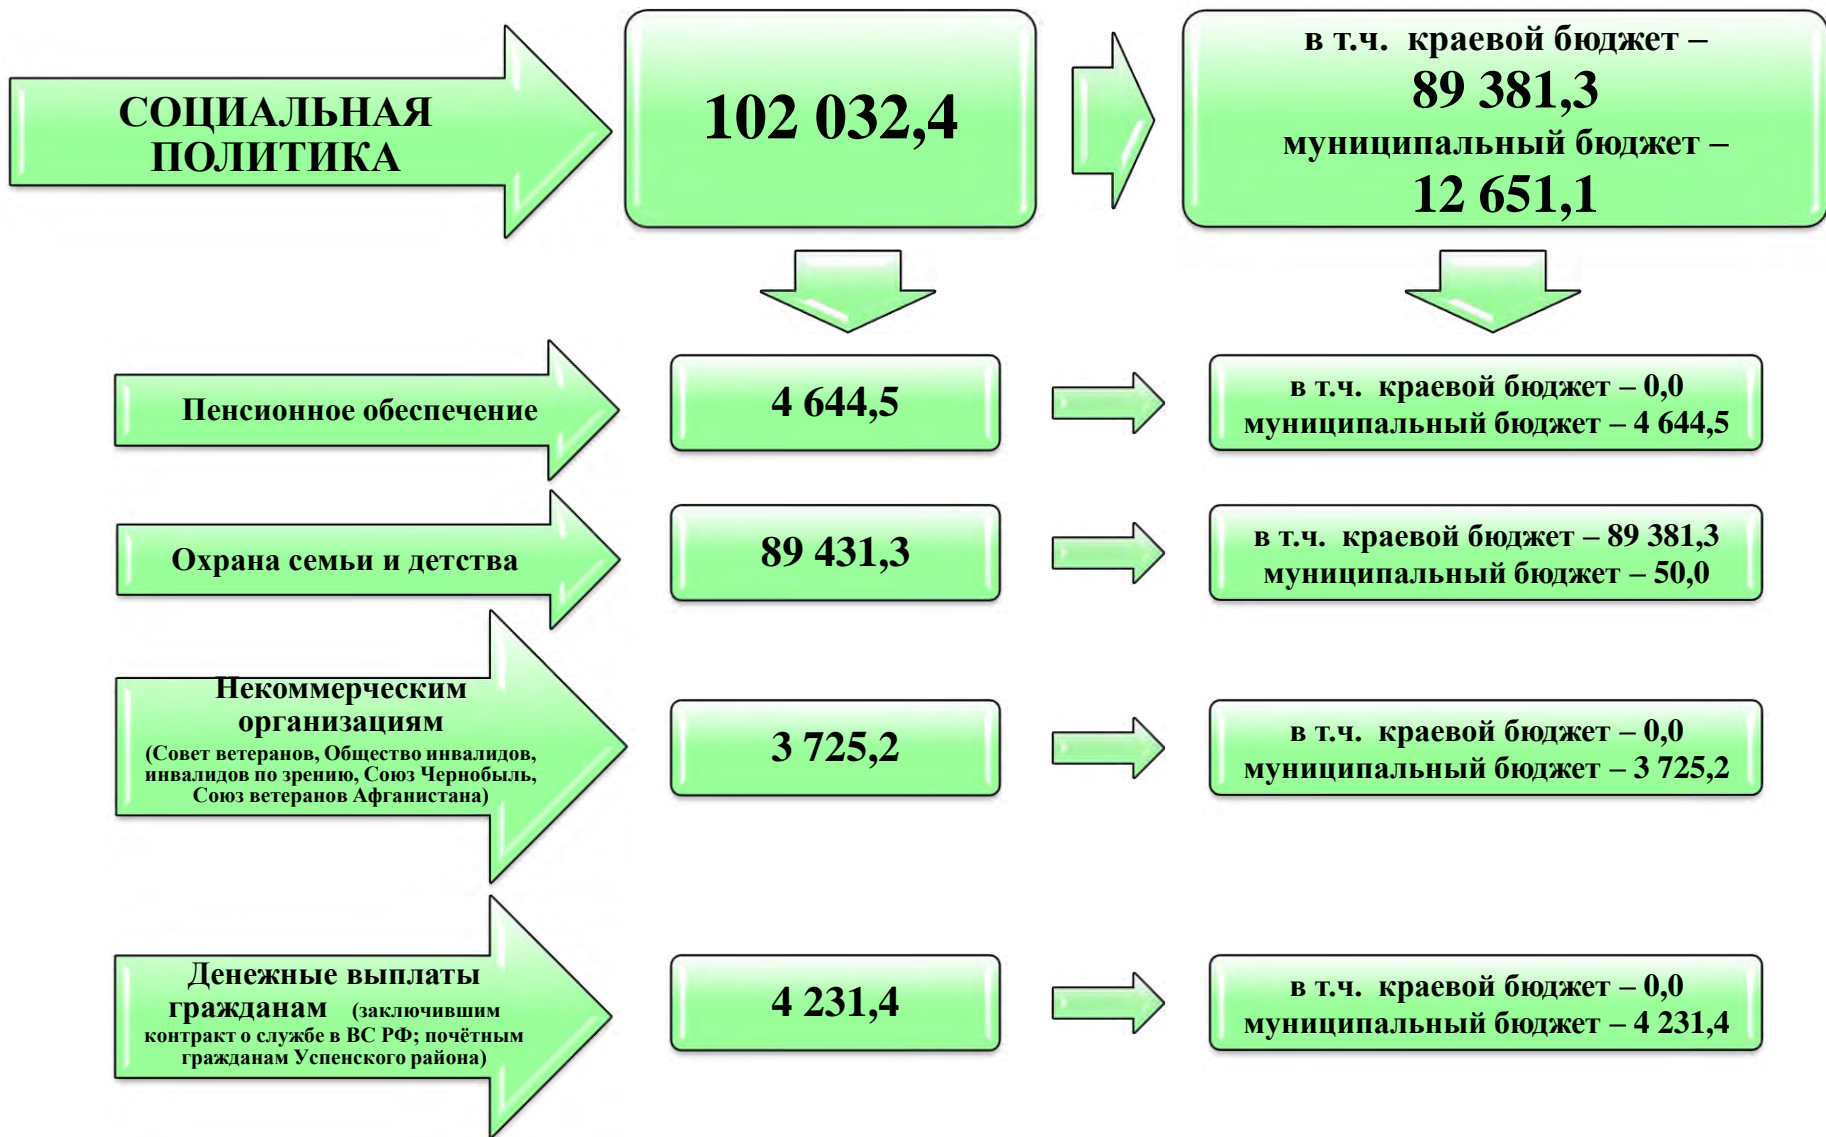 СОЦИАЛЬНАЯ
ПОЛИТИКА
102 032,4
в т.ч. краевой бюджет –
89 381,3
муниципальный бюджет –
12 651,1
Пенсионное обеспечение
4 644,5
в т.ч. краевой бюджет – 0,0
муниципальный бюджет – 4 644,5
Охрана семьи и детства
89 431,3
в т.ч. краевой бюджет – 89 381,3
муниципальный бюджет – 50,0
Некоммерческим
организациям
(Совет ветеранов, Общество инвалидов,
инвалидов по зрению, Союз Чернобыль,
Союз ветеранов Афганистана)
3 725,2
в т.ч. краевой бюджет – 0,0
муниципальный бюджет – 3 725,2
Денежные выплаты
гражданам (заключившим
контракт о службе в ВС РФ; почётным
гражданам Успенского района)
4 231,4
в т.ч. краевой бюджет – 0,0
муниципальный бюджет – 4 231,4